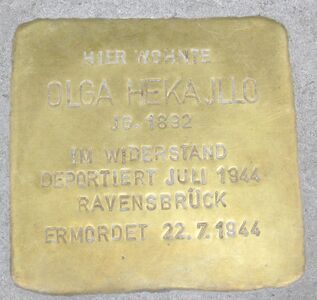 HIER WOHNTE
OLGA HEKAJLLO
JG. 1892
IM WIDERSTAND
DEPORTIERT JULI 1944
RAVENSBRÜCK
ERMORDET 22.7.1944